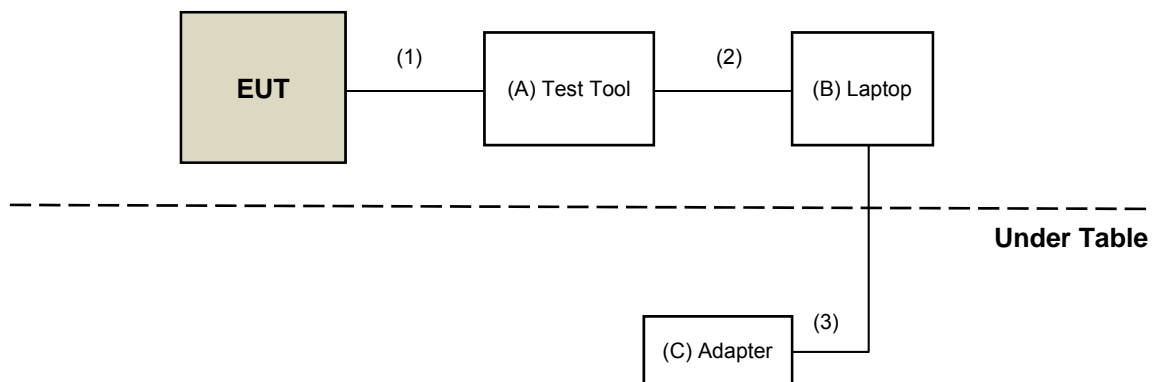 (1)
(2)
EUT
(A) Test Tool
(B) Laptop
Under Table
(3)
(C) Adapter